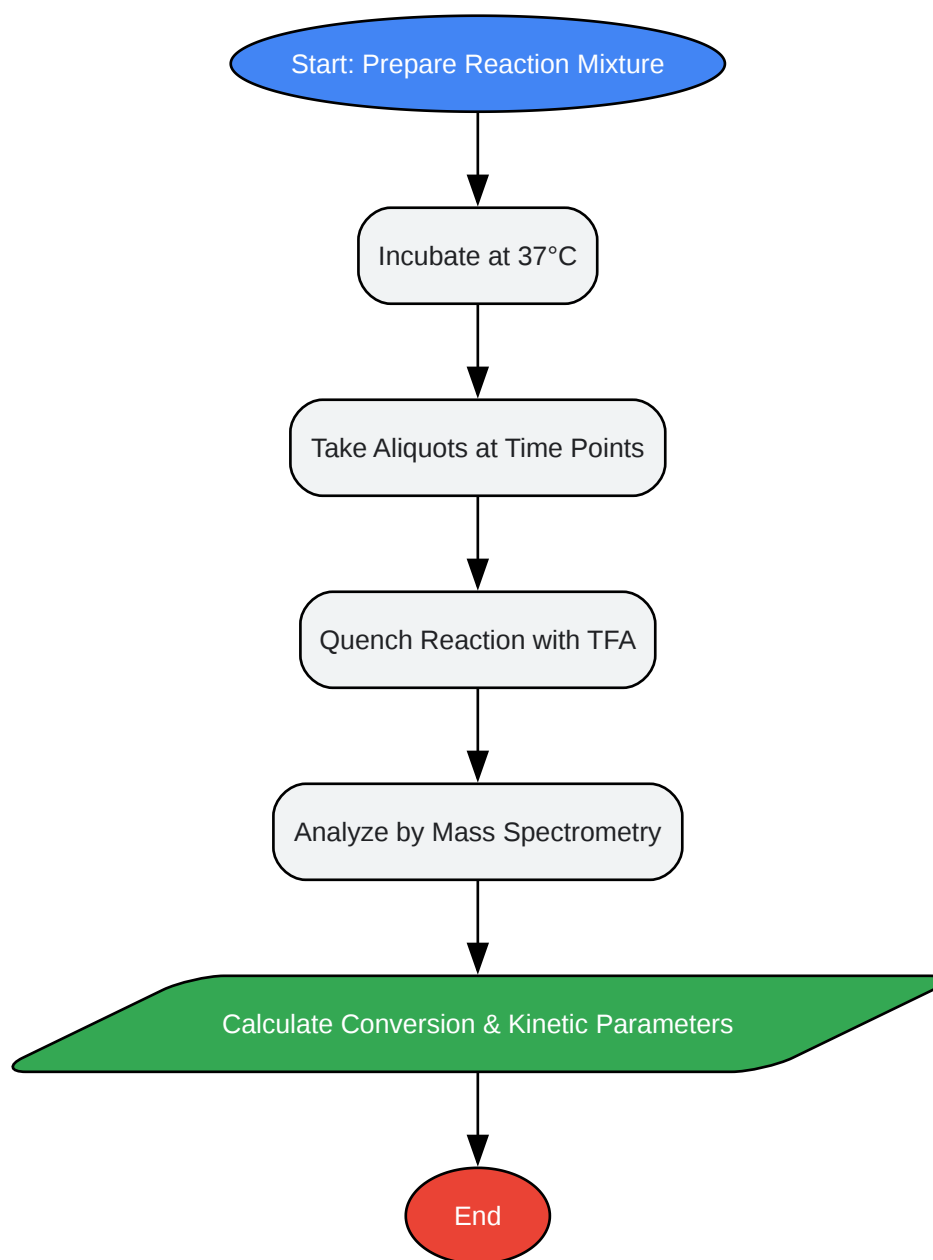 Start: Prepare Reaction Mixture
Incubate at 37°C
Take Aliquots at Time Points
Quench Reaction with TFA
Analyze by Mass Spectrometry
Calculate Conversion & Kinetic Parameters
End